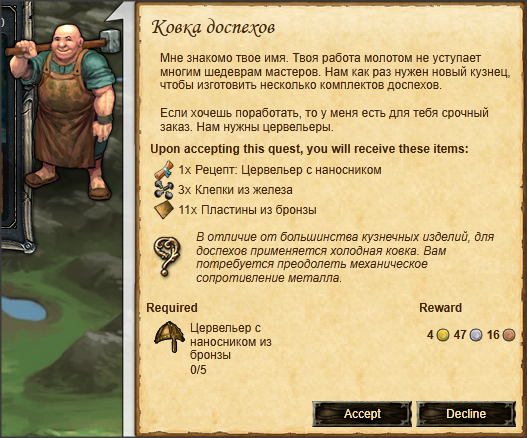 Ковка доспехов
Мне знакомо твое имя. Твоя работа молотом не уступает
многим шедеврам мастеров. Нам как раз нужен новый кузнец,
чтобы изготовить несколько комплектов доспехов.
Если хочешь поработать, то у меня есть для тебя срочный
заказ. Нам нужны цервельеры.
Upon accepting this quest, you will receive these items:
1x Рецепт: Цервельер с наносником
3x Клепки из железа
11x Пластины из бронзы
В отличие от большинства кузнечных изделий, для
доспехов применяется холодная ковка. Вам
потребуется преодолеть механическое
сопротивление металла.
Required
Reward
Цервельер с
наносником из
бронзы
0/5
4 47 16
Accept
Decline